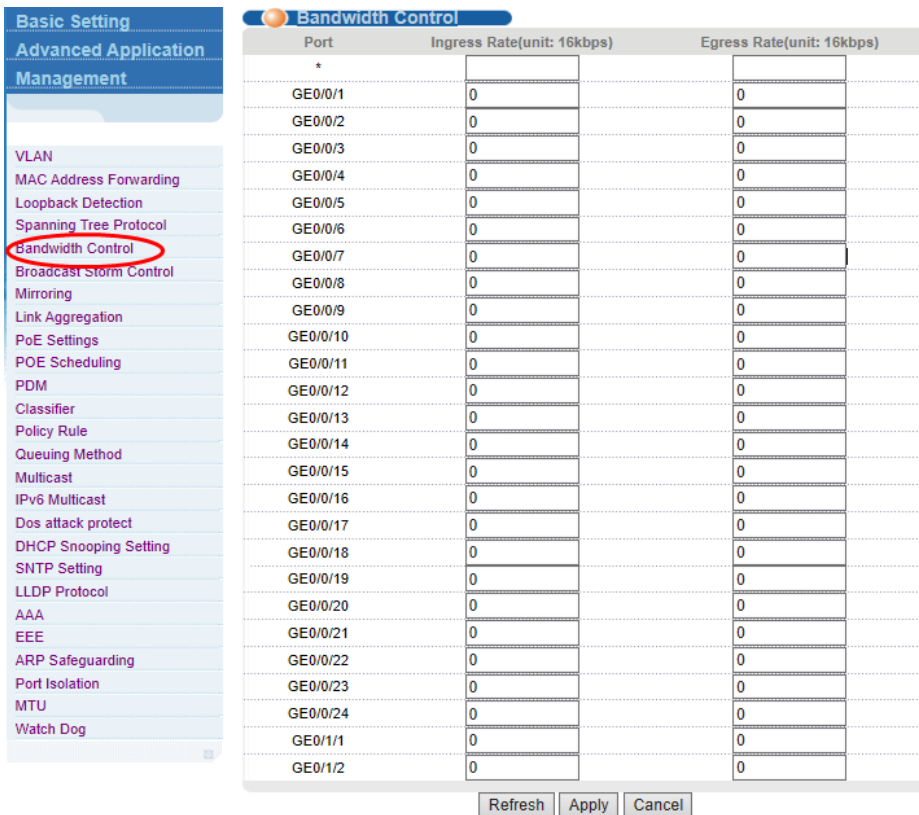 Basic Setting
Advanced Application
Management
VLAN
MAC Address Forwarding
Loopback Detection
Spanning Tree Protocol
Bandwidth Control
Broadcast Storm Control
Mirroring
Link Aggregation
PoE Settings
POE Scheduling
PDM
Classifier
Policy Rule
Queuing Method
Multicast
IPv6 Multicast
Dos attack protect
DHCP Snooping Setting
SNTP Setting
LLDP Protocol
AAA
EEE
ARP Safeguarding
Port Isolation
MTU
Watch Dog
Bandwidth Control
Port Ingress Rate(unit: 16kbps) Egress Rate(unit: 16kbps)
*
GE0/0/1 0 0
GE0/0/2 0 0
GE0/0/3 0 0
GE0/0/4 0 0
GE0/0/5 0 0
GE0/0/6 0 0
GE0/0/7 0 0
GE0/0/8 0 0
GE0/0/9 0 0
GE0/0/10 0 0
GE0/0/11 0 0
GE0/0/12 0 0
GE0/0/13 0 0
GE0/0/14 0 0
GE0/0/15 0 0
GE0/0/16 0 0
GE0/0/17 0 0
GE0/0/18 0 0
GE0/0/19 0 0
GE0/0/20 0 0
GE0/0/21 0 0
GE0/0/22 0 0
GE0/0/23 0 0
GE0/0/24 0 0
GE0/1/1 0 0
GE0/1/2 0 0
Refresh Apply Cancel